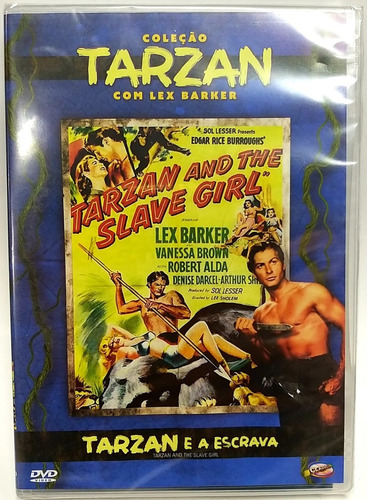 COLEÇÃO
TARZAN
COM LEX BARKER
SOL LESSER Presents
EDGAR RICE BURROUGHS'
TARZAN AND THE
SLAVE GIRL"
LEX BARKER
VANESSA BROWN
ROBERT ALDA
DENISE DARCEL·ARTHUR
Produced by SOL LESSER
Directed by LEE SHOLEM
TARZAN E A ESCRAVA
TARZAN AND THE SLAVE GIRL
DVD
VIDEO